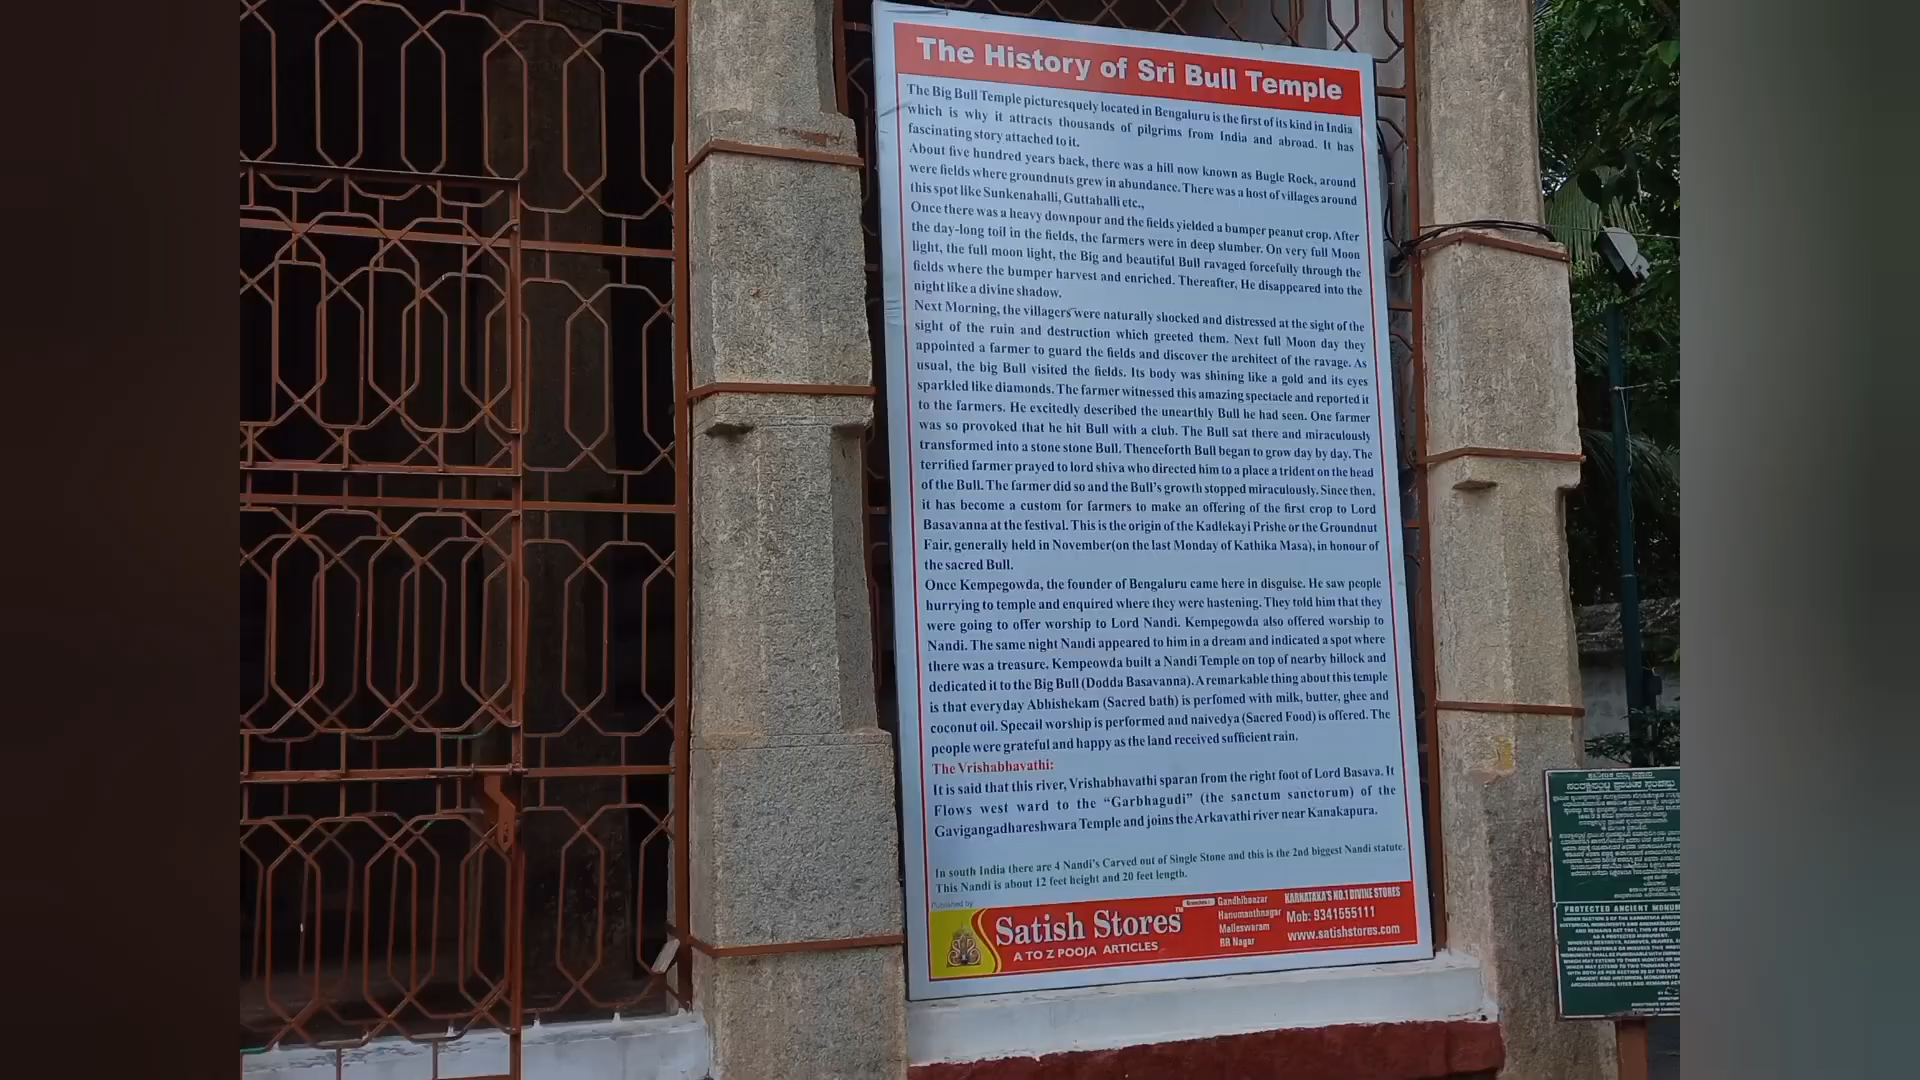 The History of Sri Bull Temple
The Big Bull Temple picturesquely located in Bengaluru is the first of its kind in India
which is why it attracts thousands of pilgrims from India and abroad. It has
fascinating story attached to it.
About five hundred years back, there was a hill now known as Bugle Rock, around
were fields where groundnuts grew in abundance. There was a host of villages around
this spot like Sunkenahalli, Guttahalli etc.,
Once there was a heavy downpour and the fields yielded a bumper peanut crop. After
the day-long toil in the fields, the farmers were in deep slumber. On very full Moon
light, the full moon light, the Big and beautiful Bull ravaged forcefully through the
fields where the bumper harvest and enriched. Thereafter, He disappeared into the
night like a divine shadow.
Next Morning, the villagers were naturally shocked and distressed at the sight of the
sight of the ruin and destruction which greeted them. Next full Moon day they
appointed a farmer to guard the fields and discover the architect of the ravage. As
usual, the big Bull visited the fields. Its body was shining like a gold and its eyes
sparkled like diamonds. The farmer witnessed this amazing spectacle and reported it
to the farmers. He excitedly described the unearthly Bull he had seen. One farmer
was so provoked that he hit Bull with a club. The Bull sat there and miraculously
transformed into a stone stone Bull. Thenceforth Bull began to grow day by day. The
terrified farmer prayed to lord shiva who directed him to a place a trident on the head
of the Bull. The farmer did so and the Bull's growth stopped miraculously. Since then,
it has become a custom for farmers to make an offering of the first crop to Lord
Basavanna at the festival. This is the origin of the Kadlekayi Prishe or the Groundnut
Fair, generally held in November(on the last Monday of Kathika Masa), in honour of
the sacred Bull.
Once Kempegowda, the founder of Bengaluru came here in disguise. He saw people
hurrying to temple and enquired where they were hastening. They told him that they
were going to offer worship to Lord Nandi. Kempegowda also offered worship to
Nandi. The same night Naudi appeared to him in a dream and indicated a spot where
there was a treasure. Kempeowda built a Nandi Temple on top of nearby hillock and
dedicated it to the Big Bull (Dodda Basavanna). A remarkable thing about this temple
is that everyday Abhishekam (Sacred bath) is perfomed with milk, butter, ghee and
coconut oil. Specail worship is performed and naivedya (Sacred Food) is offered. The
people were grateful and happy as the land received sufficient rain.
The Vrishabhavathi:
It is said that this river, Vrishabhavathi sparan from the right foot of Lord Basava. It
Flows west ward to the “Garbhagudi” (the sanctum sanctorum) of the
Gavigangadhareshwara Temple and joins the Arkavathi river near Kanakapura.
In south India there are 4 Nandi's Carved out of Single Stone and this is the 2nd biggest Nandi statute.
This Nandi is about 12 feet height and 20 feet length.
Published by
Satish Stores™
A TO Z POOJA ARTICLES
Branches :
Gandhibazar
Hanumanthnagar
Malleswaram
RR Nagar
KARNATAKA'S NO.1 DIVINE STORES
Mob: 9341555111
www.satishstores.com
PROTECTED ANCIENT MONUM